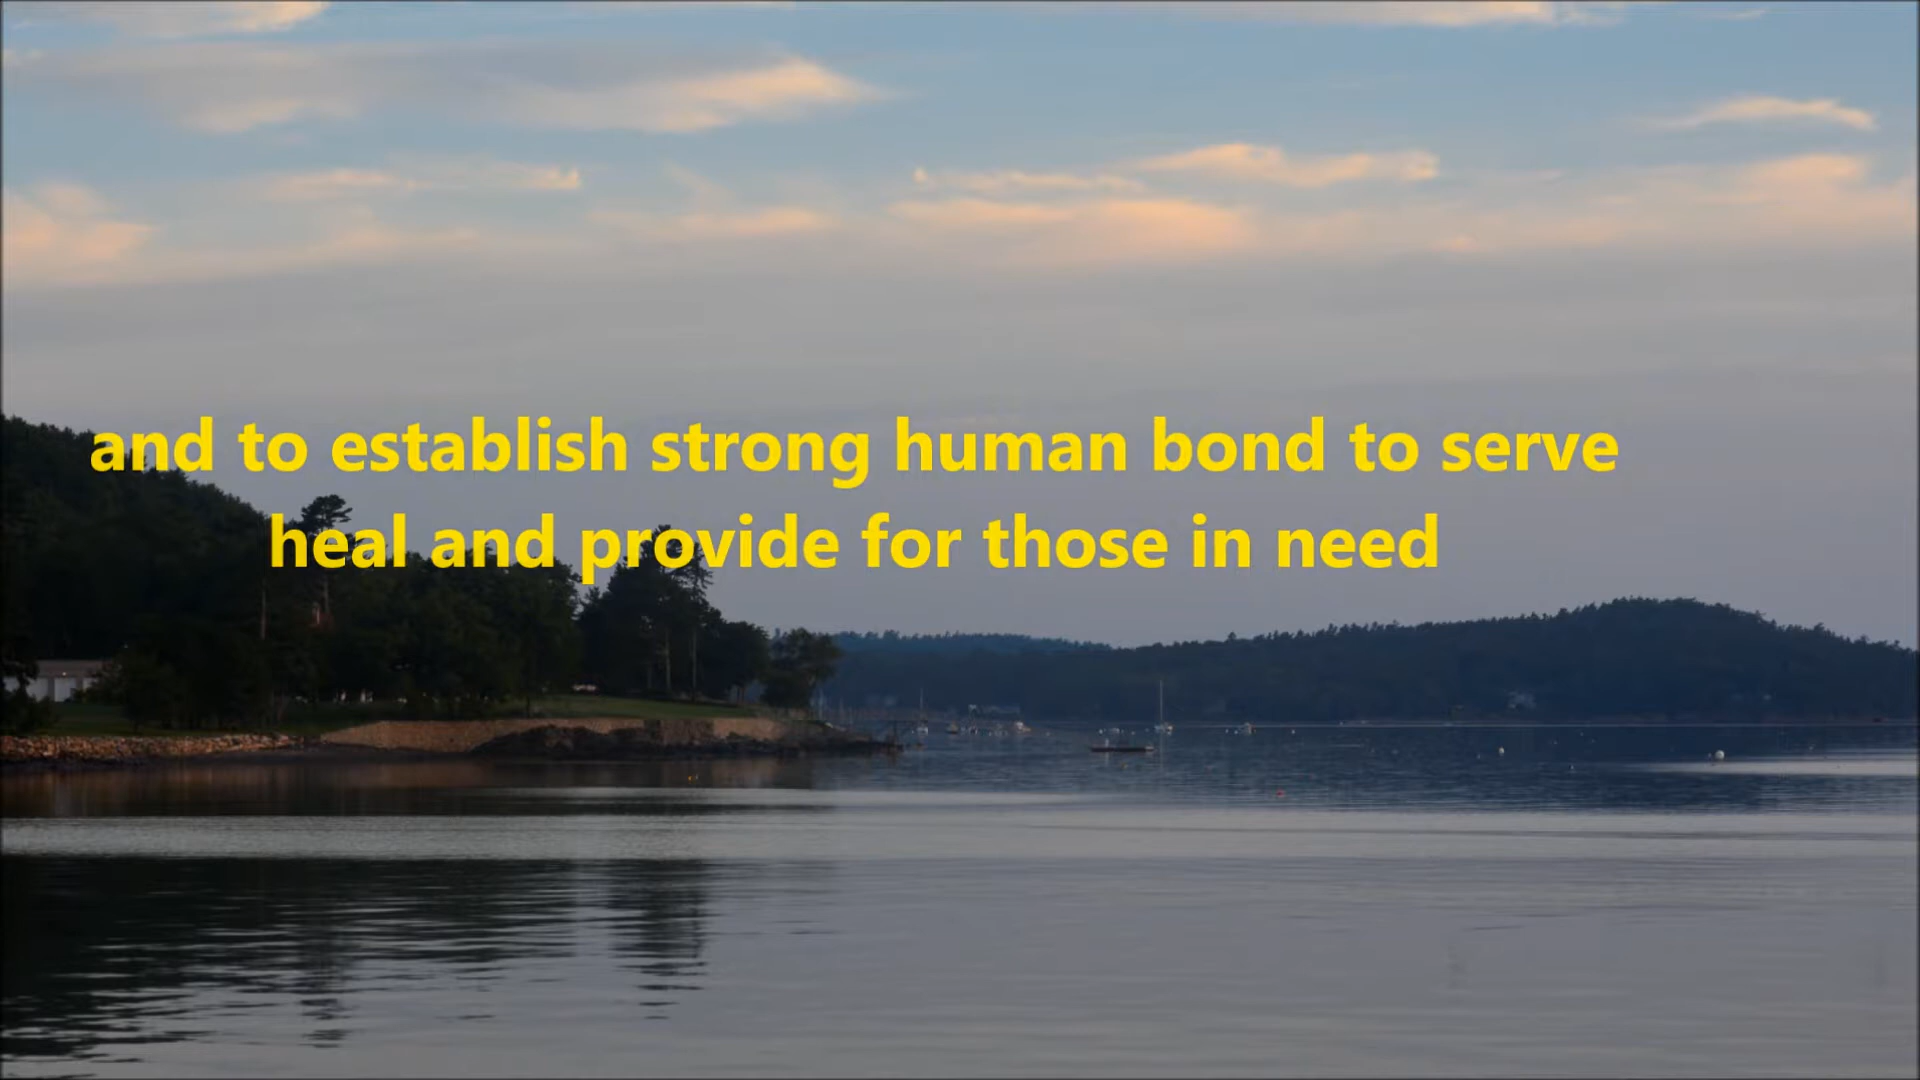 and to establish strong human bond to serve
heal and provide for those in need